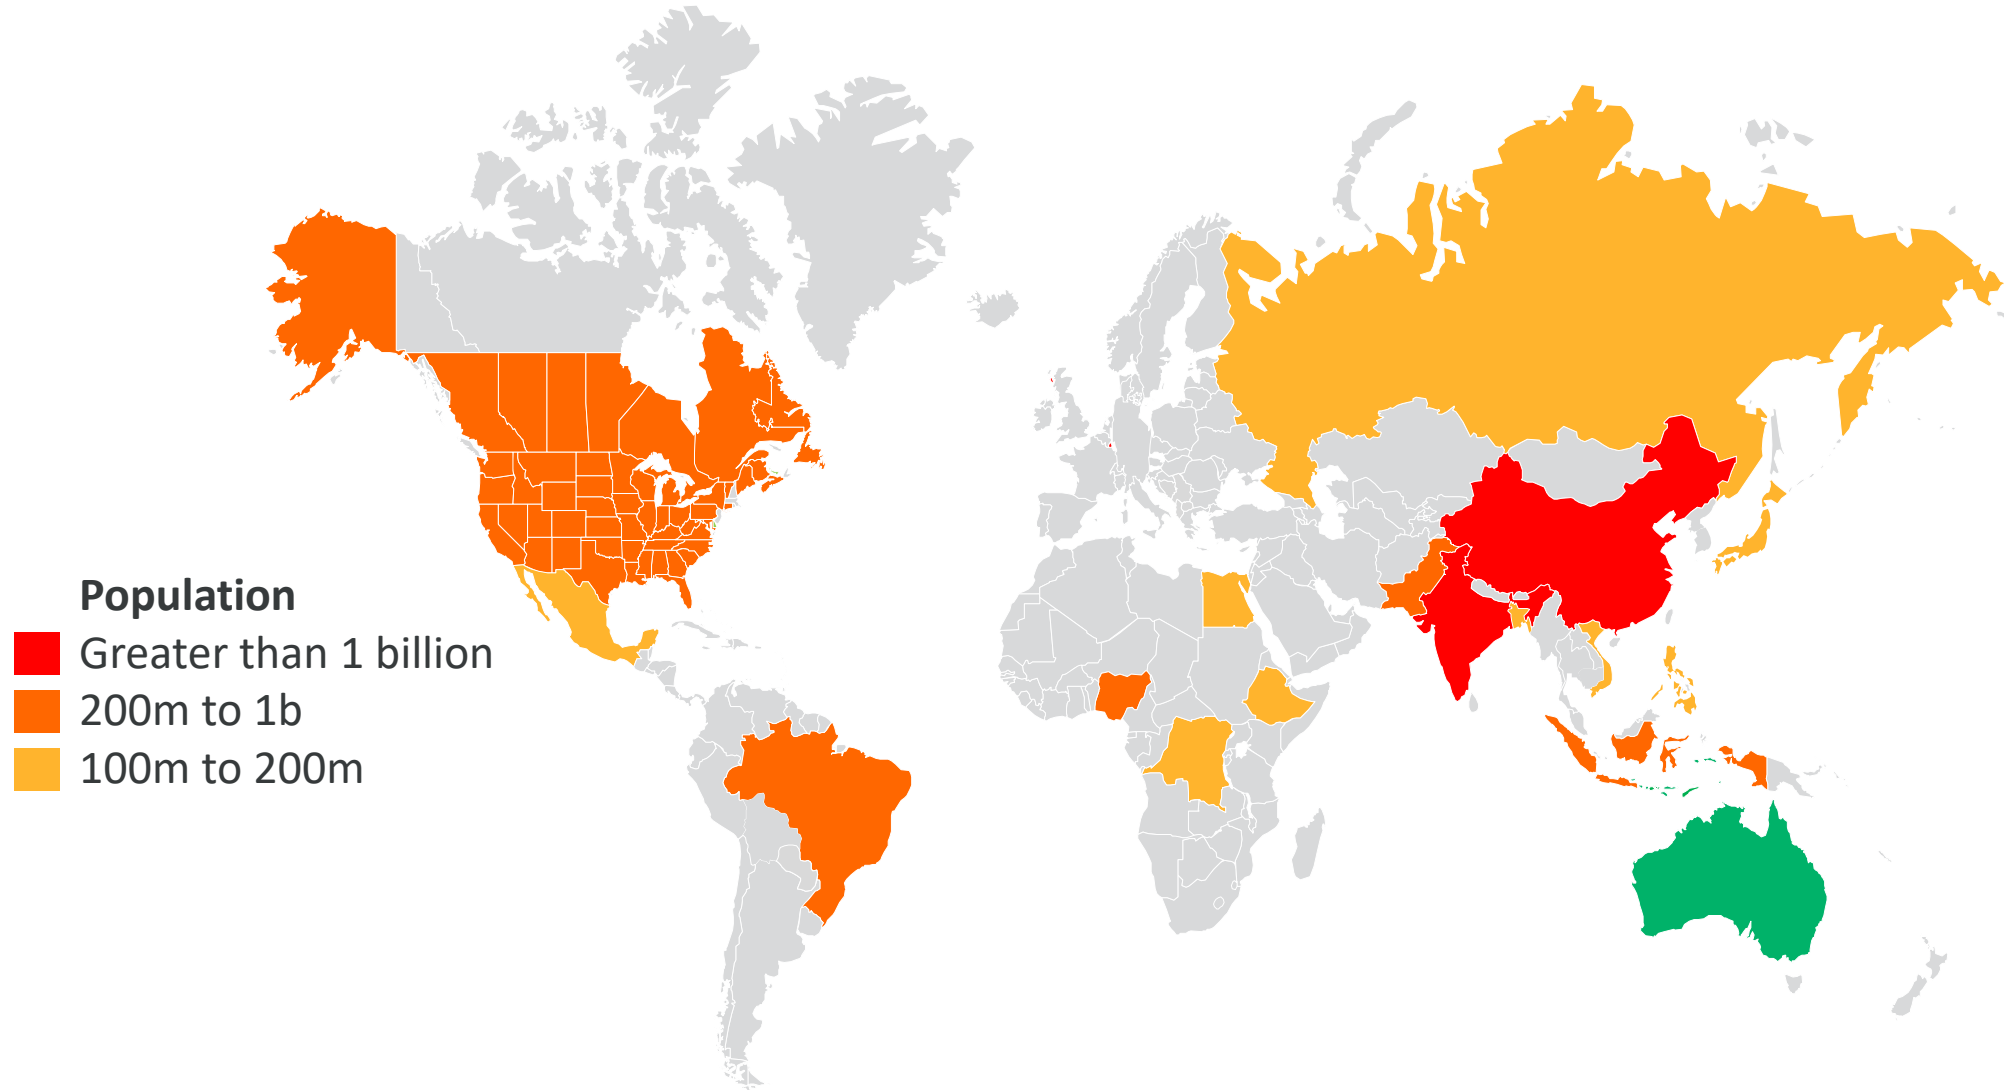 Population
Greater than 1 billion
200m to 1b
100m to 200m